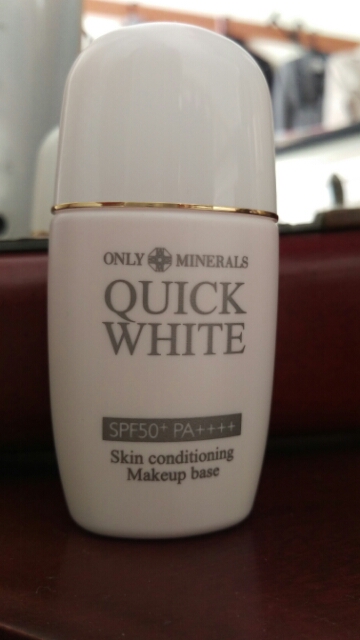 ONLY MINERALS
QUICK
WHITE
SPF50+ PA++++
Skin conditioning
Makeup base